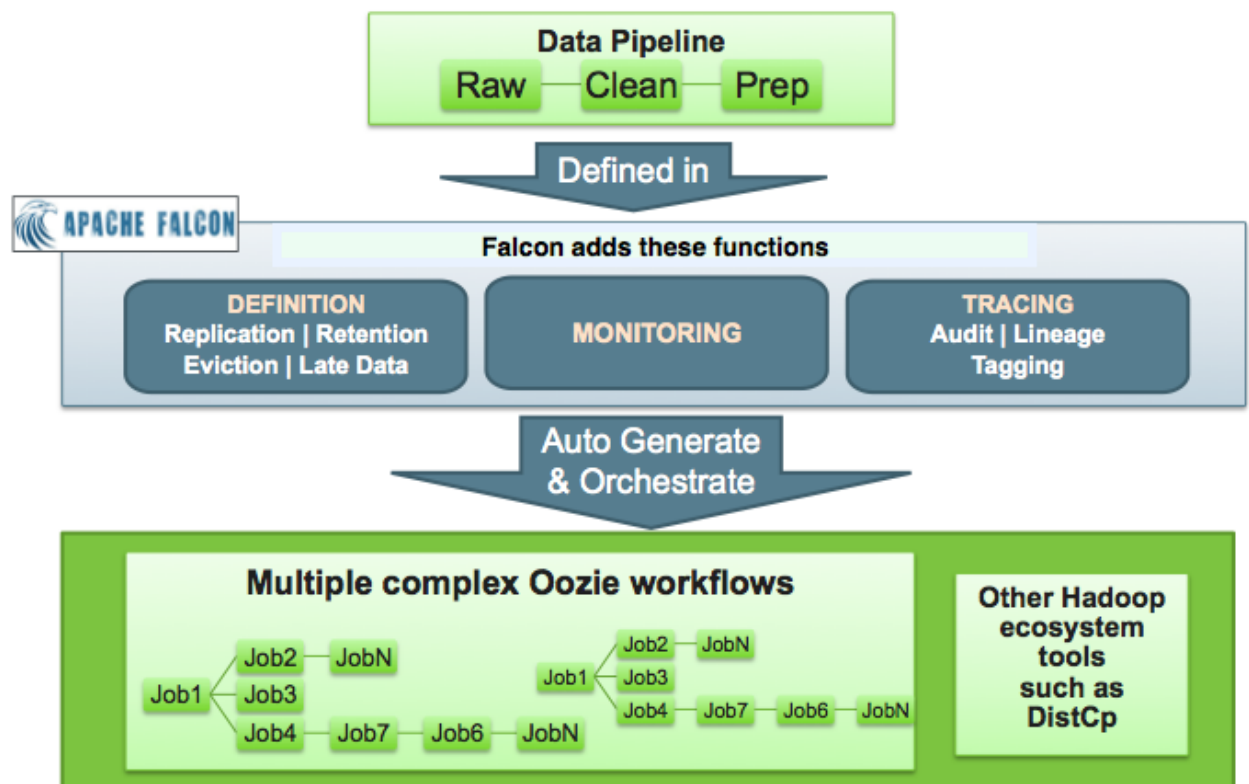 Data Pipeline
Raw Clean Prep
Defined in
APACHE FALCON
Falcon adds these functions
DEFINITION
Replication | Retention
Eviction | Late Data
MONITORING
TRACING
Audit | Lineage
Tagging
Auto Generate
& Orchestrate
Multiple complex Oozie workflows
Job2 JobN
Job1 Job3
Job4 Job7 Job6 JobN
Job2 JobN
Job1 Job3
Job4 Job7 Job6 JobN
Other Hadoop
ecosystem
tools
such as
DistCp